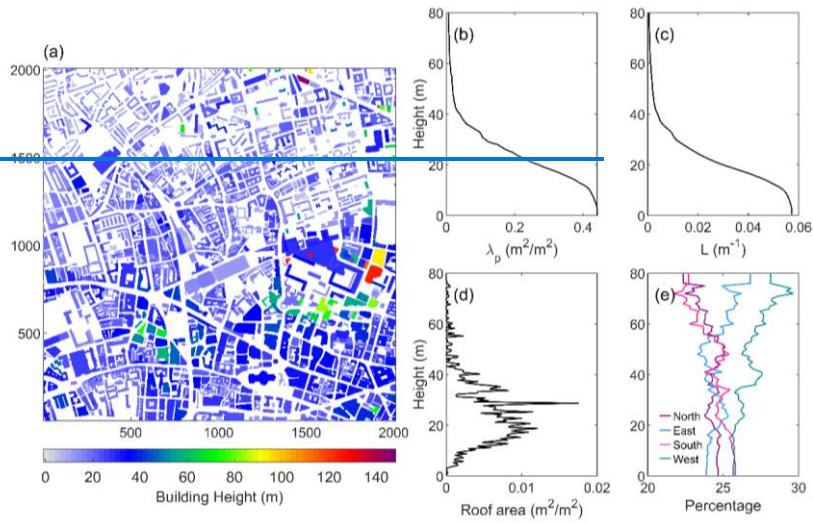 (a)
2000
1500
1000
500
500 1000 1500 2000
0 20 40 60 80 100 120 140
Building Height (m)
(b)
80
60
40
20
0
Height (m)
0 0.2 0.4
λp (m²/m²)
(c)
80
60
40
20
0
0 0.02 0.04 0.06
L (m⁻¹)
(d)
80
60
40
20
0
Height (m)
0 0.01 0.02
Roof area (m²/m²)
(e)
80
60
40
20
0
North
East
South
West
20 25 30
Percentage